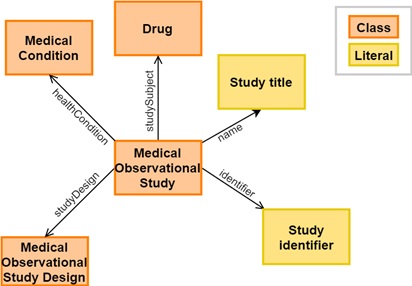 Medical
Condition
Drug
Class
Literal
Study title
healthCondition
studySubject
name
Medical
Observational
Study
identifier
studyDesign
Medical
Observational
Study Design
Study
identifier